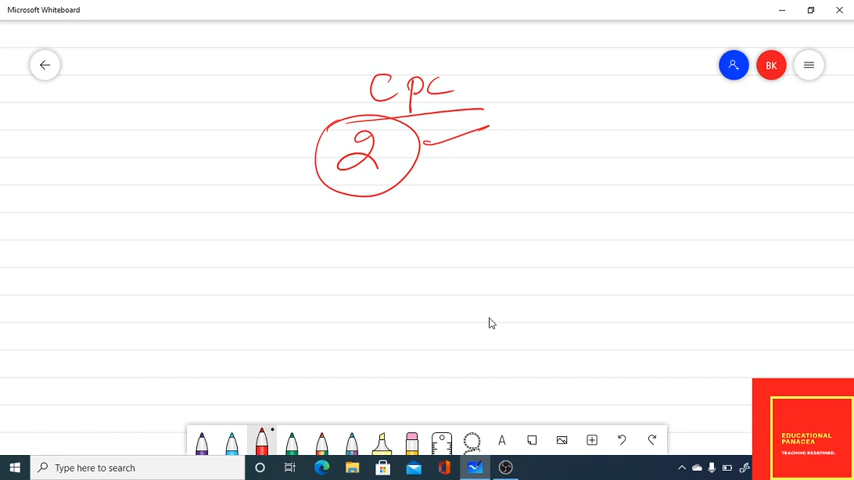 Microsoft Whiteboard
BK
CPC
2
A
EDUCATIONAL
PANACEA
TEACHING REDEFINED.
Type here to search